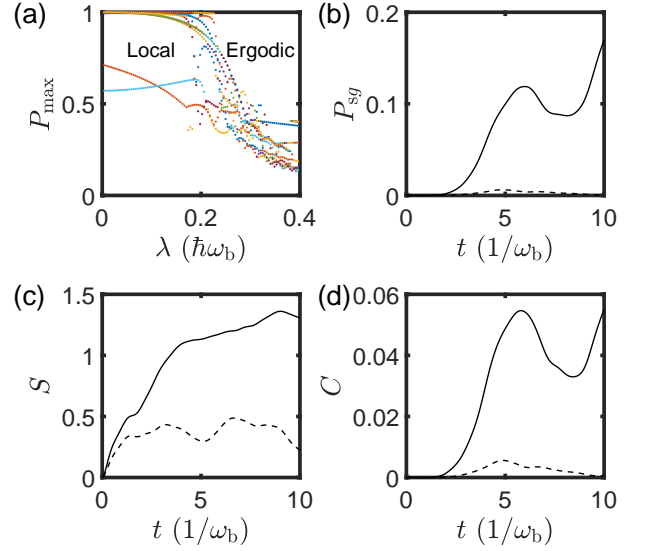 (a)
1
0.5
0
P_max
Local
Ergodic
0
0.2
0.4
λ (ħω_b)
(b)
0.2
0.1
0
P_sg
0
5
10
t (1/ω_b)
(c)
1.5
1
0.5
0
S
0
5
10
t (1/ω_b)
(d)
0.06
0.04
0.02
0
C
0
5
10
t (1/ω_b)